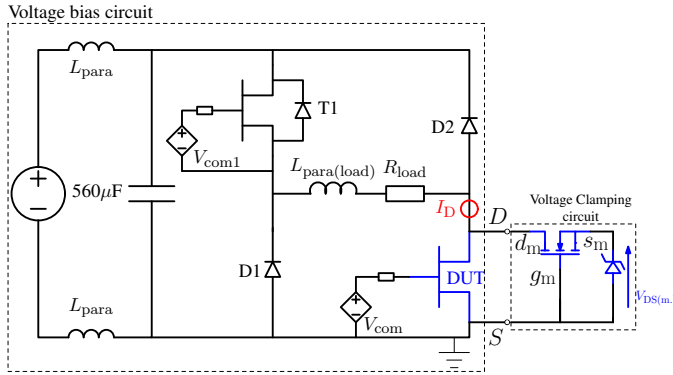 Voltage bias circuit
L_para
T1
V_com1
D2
560μF
L_para(load)
R_load
Voltage Clamping
circuit
I_D
D
d_m
s_m
g_m
D1
DUT
V_DS(m.
L_para
V_com
S